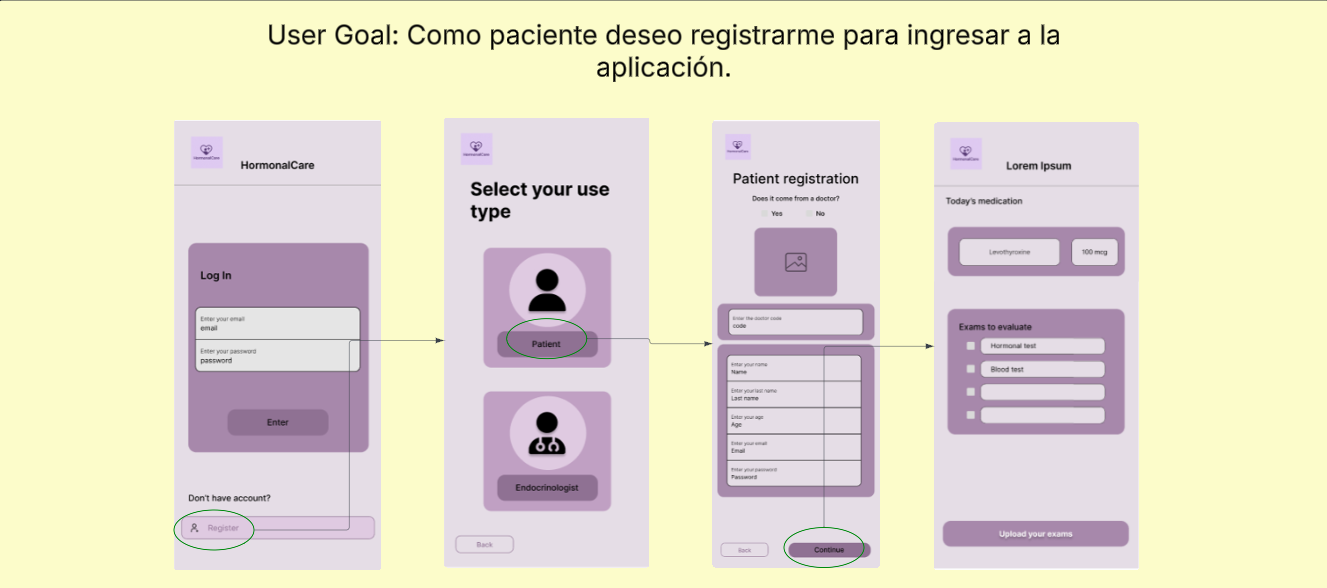 User Goal: Como paciente deseo registrarme para ingresar a la
aplicación.
HormonalCare
HormonalCare
Log In
Enter your email
email
Enter your password
password
Enter
Don't have account?
Register
HormonalCare
Select your use
type
Patient
Endocrinologist
Back
HormonalCare
Patient registration
Does it come from a doctor?
Yes No
Enter the doctor code
code
Enter your name
Name
Enter your last name
Last name
Enter your age
Age
Enter your email
Email
Enter your password
Password
Back Continue
HormonalCare
Lorem Ipsum
Today's medication
Levothyroxine 100 mcg
Exams to evaluate
Hormonal test
Blood test
Upload your exams